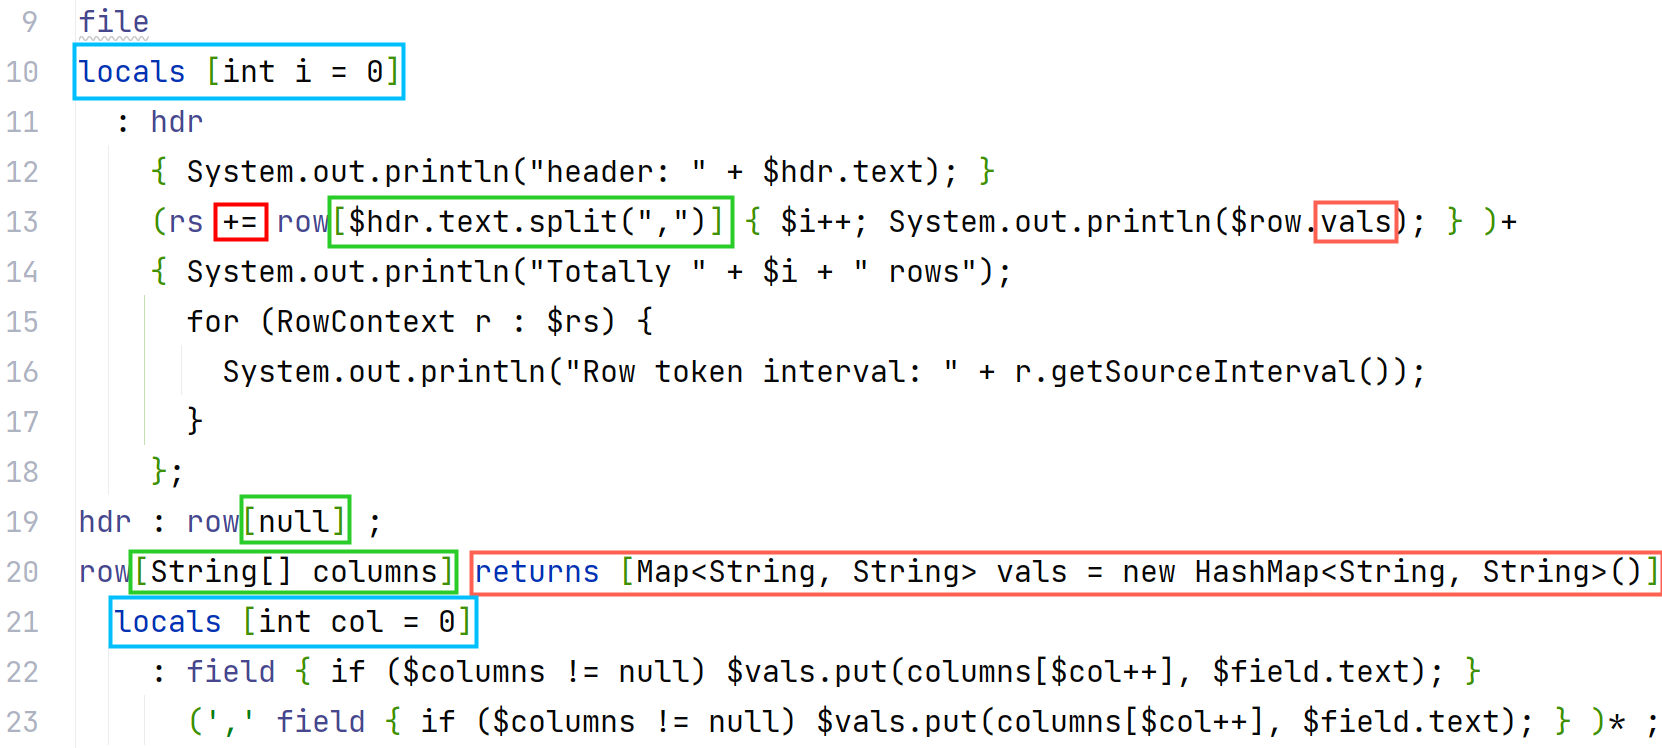 9 file
10 locals [int i = 0]
11 : hdr
12 { System.out.println("header: " + $hdr.text); }
13 (rs += row[$hdr.text.split(",")] { $i++; System.out.println($row.vals); } )+
14 { System.out.println("Totally " + $i + " rows");
15 for (RowContext r : $rs) {
16 System.out.println("Row token interval: " + r.getSourceInterval());
17 }
18 };
19 hdr : row[null] ;
20 row[String[] columns] returns [Map<String, String> vals = new HashMap<String, String>()]
21 locals [int col = 0]
22 : field { if ($columns != null) $vals.put(columns[$col++], $field.text); }
23 (',' field { if ($columns != null) $vals.put(columns[$col++], $field.text); } )* ;